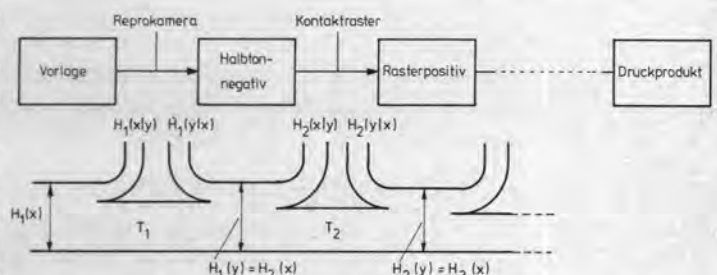 Reprokamera
Kontaktraster
Vorlage
Halbton-
negativ
Rasterpositiv
Druckprodukt
H₁(x|y) H₁(y|x) H₂(x|y) H₂(y|x)
H₁(x)
T₁
T₂
H₁(y) = H₂(x)
H₂(y) = H₃(x)